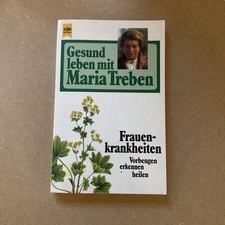 Gesund
leben mit
Maria Treben
Frauen-
krankheiten
Vorbeugen
erkennen
heilen